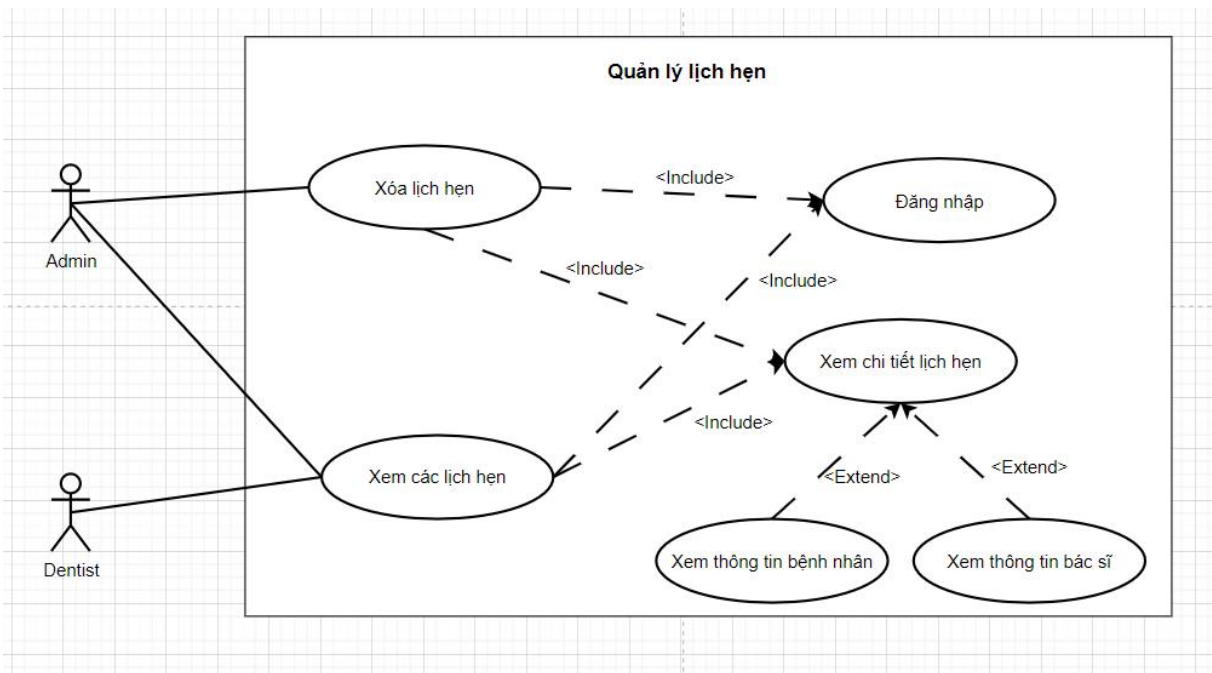 Quản lý lịch hẹn
Xóa lịch hẹn
<Include>
Đăng nhập
Admin
<Include>
<Include>
Xem chi tiết lịch hẹn
<Include>
Xem các lịch hẹn
<Extend>
<Extend>
Dentist
Xem thông tin bệnh nhân
Xem thông tin bác sĩ